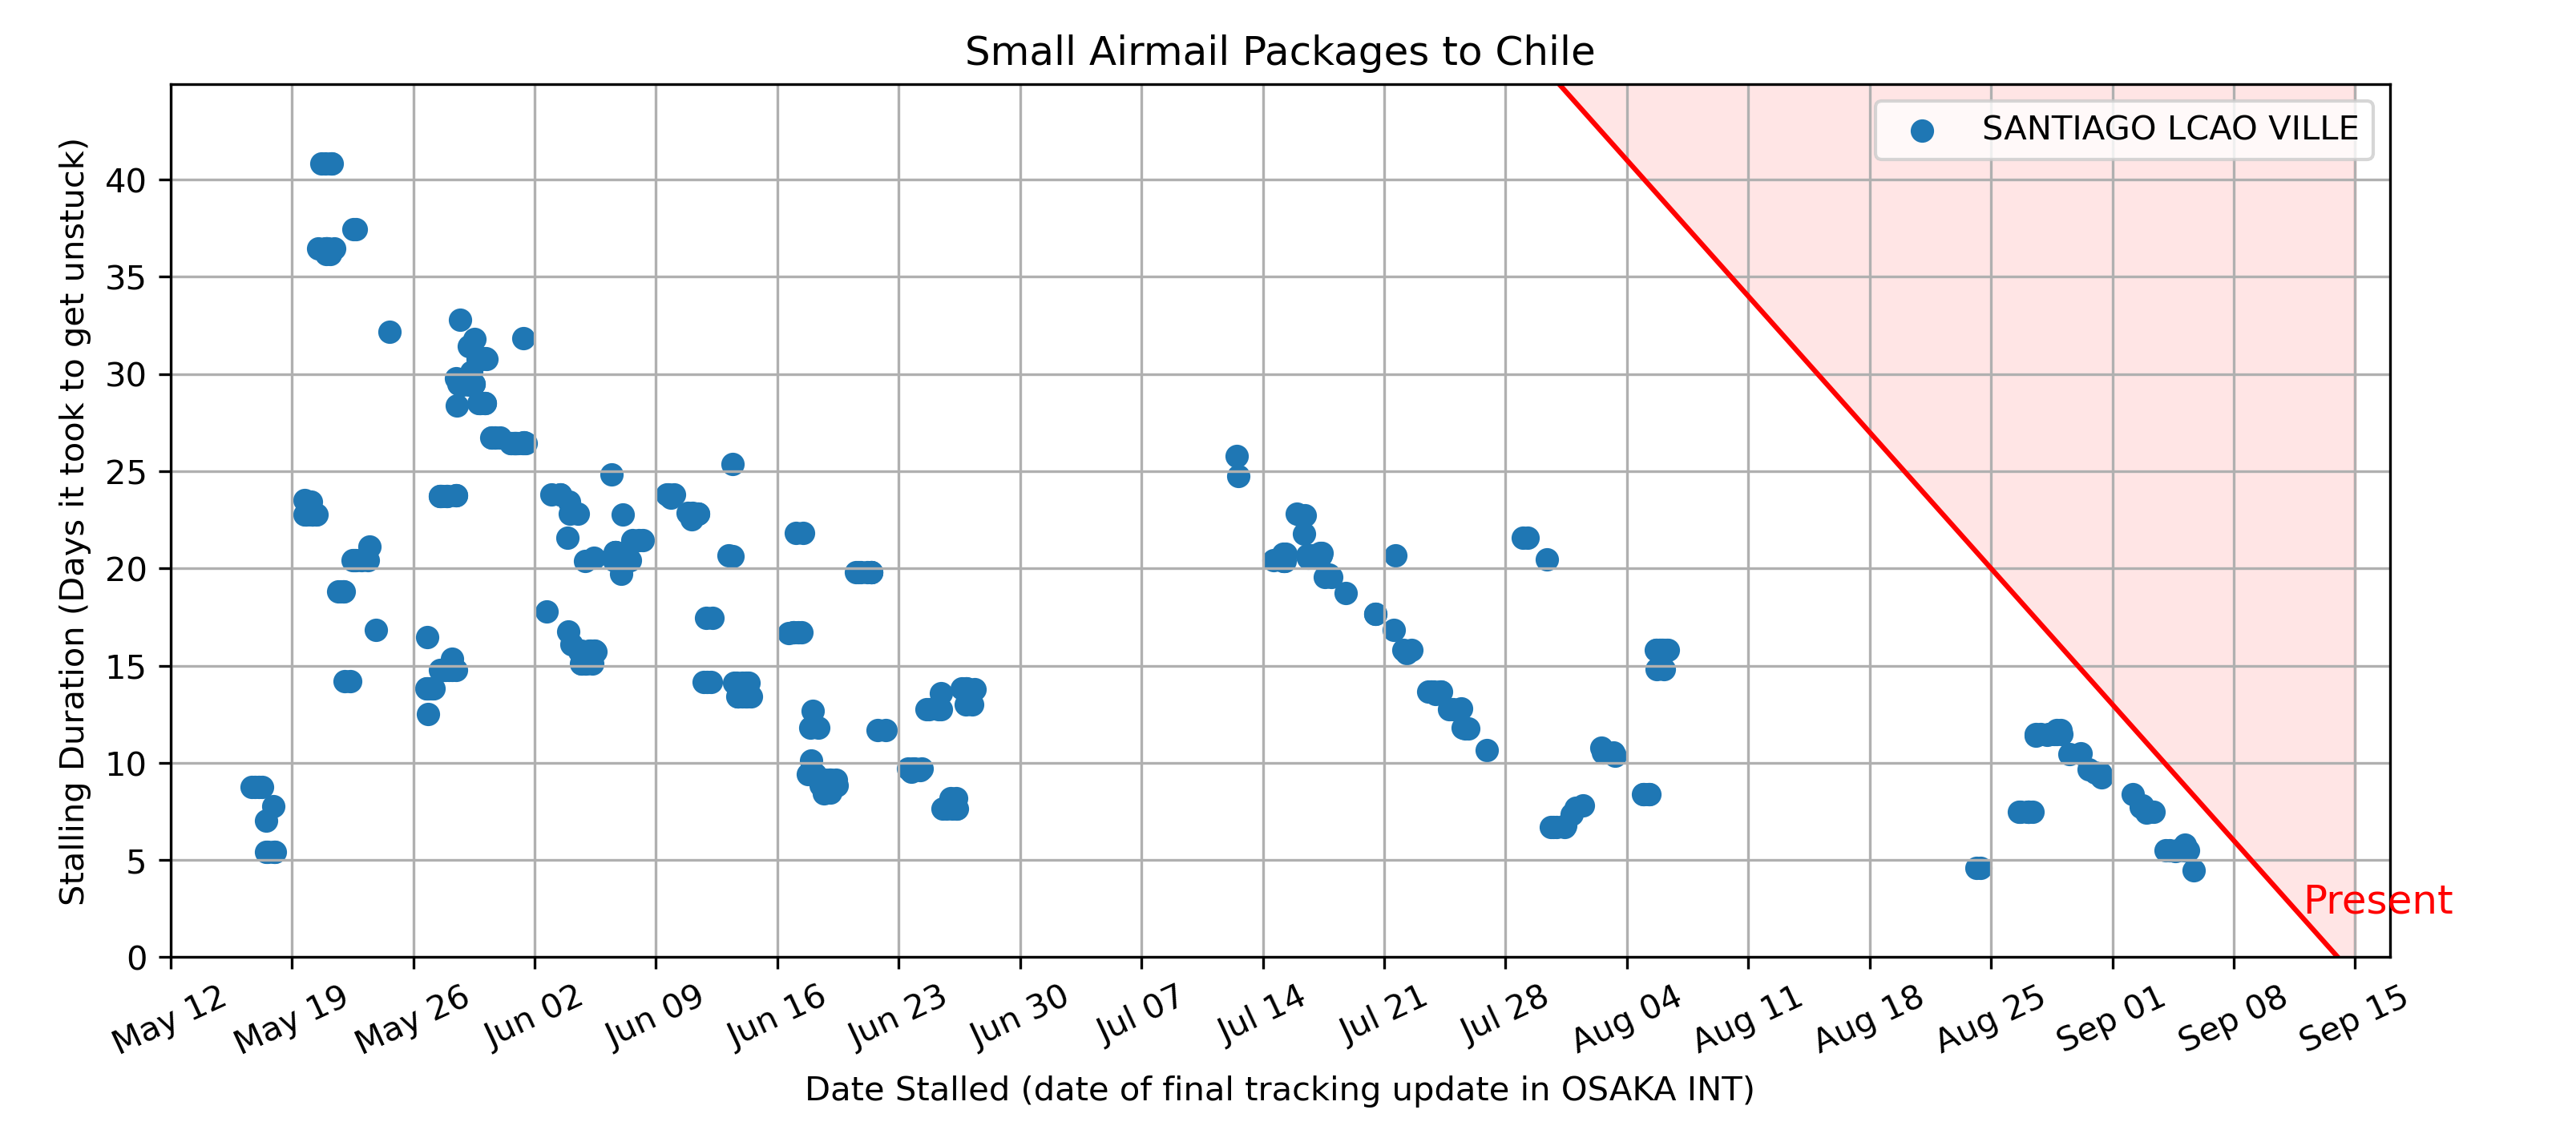 Small Airmail Packages to Chile
SANTIAGO LCAO VILLE
Stalling Duration (Days it took to get unstuck)
40
35
30
25
20
15
10
5
0
Present
May 12
May 19
May 26
Jun 02
Jun 09
Jun 16
Jun 23
Jun 30
Jul 07
Jul 14
Jul 21
Jul 28
Aug 04
Aug 11
Aug 18
Aug 25
Sep 01
Sep 08
Sep 15
Date Stalled (date of final tracking update in OSAKA INT)